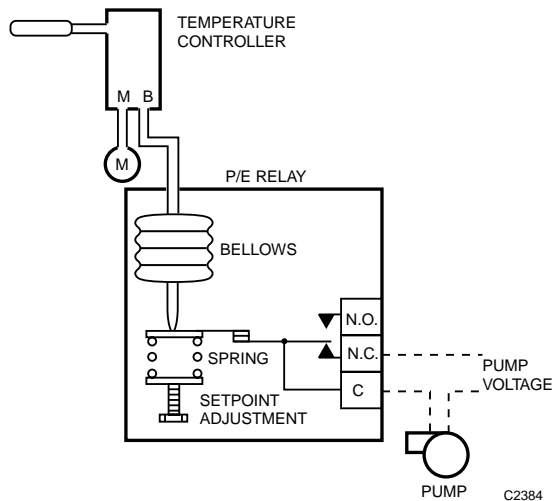 TEMPERATURE
CONTROLLER
M B
M
P/E RELAY
BELLOWS
N.O.
SPRING
N.C.
PUMP
VOLTAGE
C
SETPOINT
ADJUSTMENT
PUMP
C2384